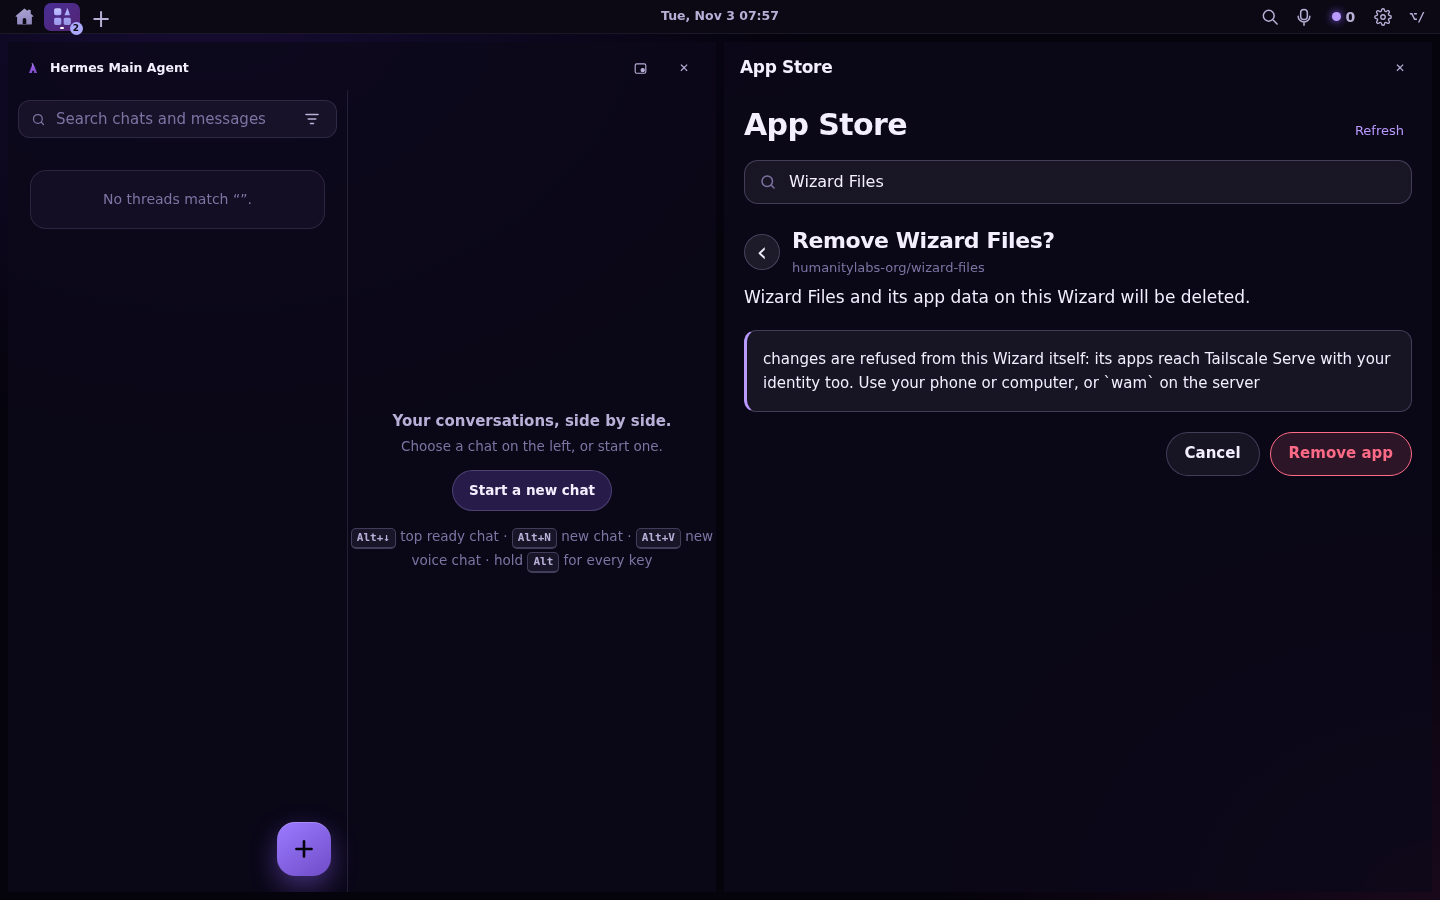 2
Tue, Nov 3 07:57
0
⌥/
Hermes Main Agent
Search chats and messages
No threads match “”.
Your conversations, side by side.
Choose a chat on the left, or start one.
Start a new chat
Alt+↓ top ready chat · Alt+N new chat · Alt+V new
voice chat · hold Alt for every key
App Store
App Store
Refresh
Wizard Files
Remove Wizard Files?
humanitylabs-org/wizard-files
Wizard Files and its app data on this Wizard will be deleted.
changes are refused from this Wizard itself: its apps reach Tailscale Serve with your
identity too. Use your phone or computer, or `wam` on the server
Cancel
Remove app